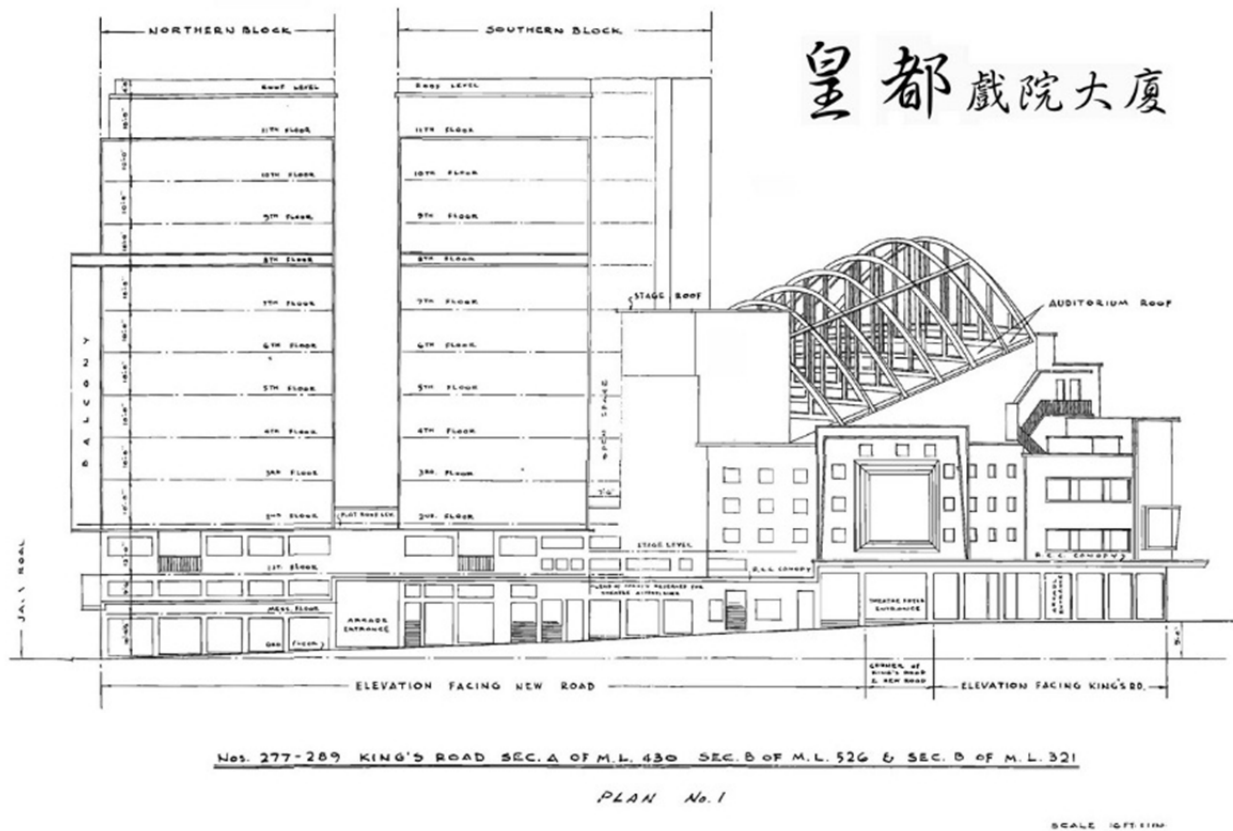 NORTHERN BLOCK
SOUTHERN BLOCK
皇都戲院大廈
ROOF LEVEL
ROOF LEVEL
11TH FLOOR
11TH FLOOR
10TH FLOOR
10TH FLOOR
9TH FLOOR
9TH FLOOR
8TH FLOOR
8TH FLOOR
7TH FLOOR
7TH FLOOR
STAGE ROOF
AUDITORIUM ROOF
6TH FLOOR
6TH FLOOR
BALCONY
5TH FLOOR
5TH FLOOR
OPEN SPACE
4TH FLOOR
4TH FLOOR
3RD FLOOR
3RD. FLOOR
2ND FLOOR
FLAT ROOF LEV.
2ND. FLOOR
STAGE LEVEL
1ST. FLOOR
R.C.C. CANOPY
R.C.C. CANOPY
MEZZ. FLOOR
ARCADE
ENTRANCE
THEATRE FOYER
ENTRANCE
GRD. FLOOR
ELEVATION FACING NEW ROAD
CORNER of
KING'S ROAD
& NEW ROAD
ELEVATION FACING KING'S RD.
Nos. 277-289 KING'S ROAD SEC. A OF M.L. 430 SEC. B OF M.L. 526 & SEC. B OF M.L. 321
PLAN No. 1